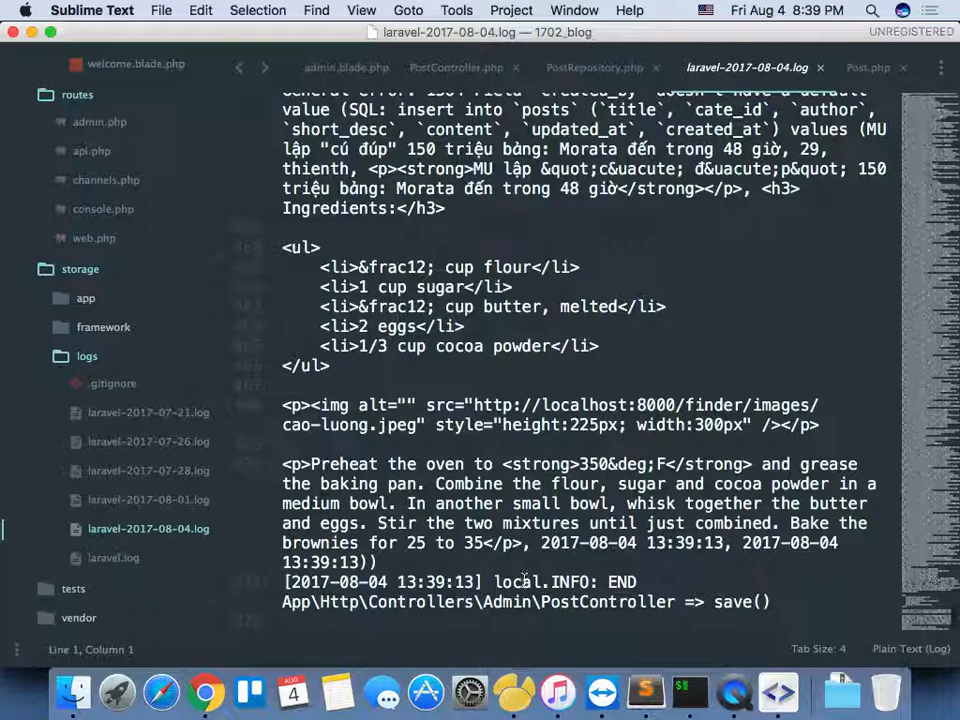 Sublime Text File Edit Selection Find View Goto Tools Project Window Help Fri Aug 4 8:39 PM
laravel-2017-08-04.log — 1702_blog UNREGISTERED
welcome.blade.php
admin.blade.php PostController.php × PostRepository.php × laravel-2017-08-04.log × Post.php ×
routes
admin.php
api.php
channels.php
console.php
web.php
storage
app
framework
logs
.gitignore
laravel-2017-07-21.log
laravel-2017-07-26.log
laravel-2017-07-28.log
laravel-2017-08-01.log
laravel-2017-08-04.log
laravel.log
tests
vendor
value (SQL: insert into `posts` (`title`, `cate_id`, `author`,
`short_desc`, `content`, `updated_at`, `created_at`) values (MU
lập "cú đúp" 150 triệu bảng: Morata đến trong 48 giờ, 29,
thienth, <p><strong>MU lập &quot;c&uacute; đ&uacute;p&quot; 150
triệu bảng: Morata đến trong 48 giờ</strong></p>, <h3>
Ingredients:</h3>
<ul>
<li>&frac12; cup flour</li>
<li>1 cup sugar</li>
<li>&frac12; cup butter, melted</li>
<li>2 eggs</li>
<li>1/3 cup cocoa powder</li>
</ul>
<p><img alt="" src="http://localhost:8000/finder/images/
cao-luong.jpeg" style="height:225px; width:300px" /></p>
<p>Preheat the oven to <strong>350&deg;F</strong> and grease
the baking pan. Combine the flour, sugar and cocoa powder in a
medium bowl. In another small bowl, whisk together the butter
and eggs. Stir the two mixtures until just combined. Bake the
brownies for 25 to 35</p>, 2017-08-04 13:39:13, 2017-08-04
13:39:13))
[2017-08-04 13:39:13] local.INFO: END
App\Http\Controllers\Admin\PostController => save()
Line 1, Column 1 Tab Size: 4 Plain Text (Log)